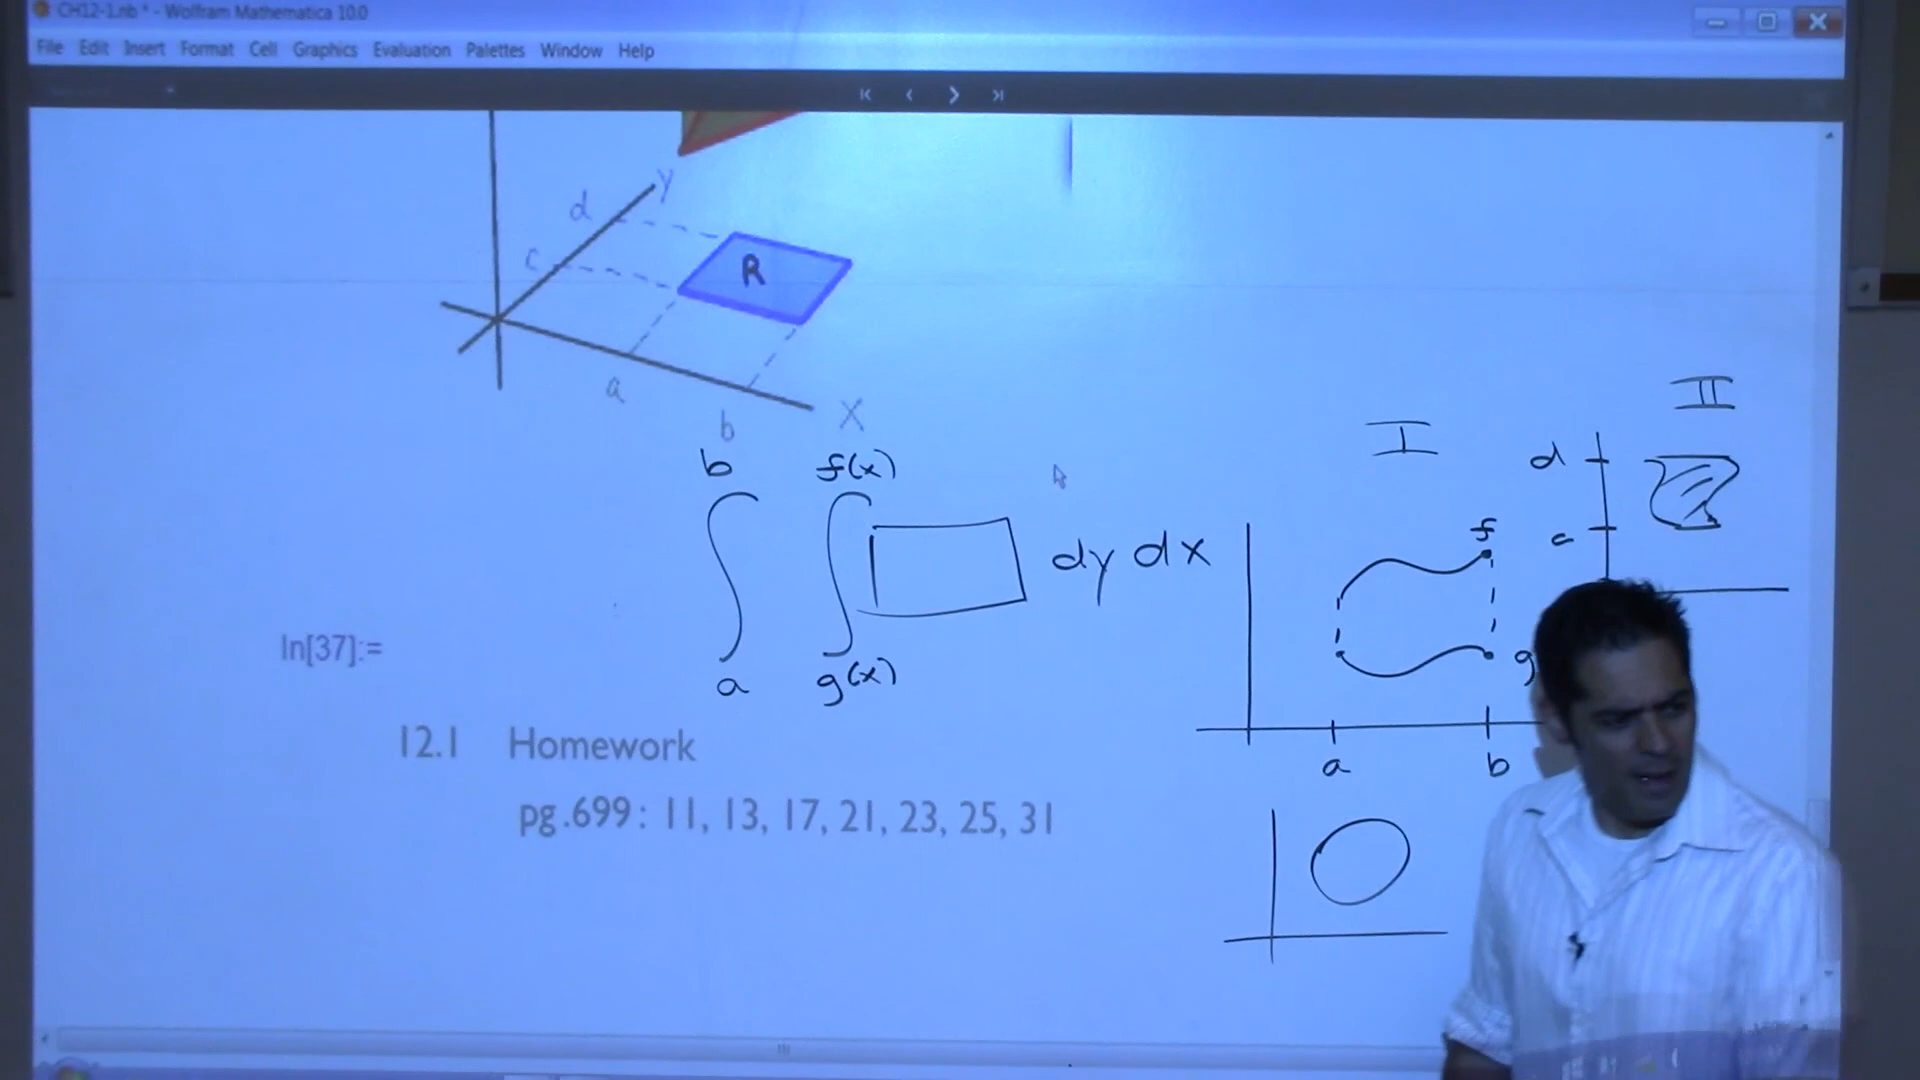 CH12-1.nb * - Wolfram Mathematica 10.0
File Edit Insert Format Cell Graphics Evaluation Palettes Window Help
y
d
c
R
a
b
X
b f(x)
∫ ∫ dy dx
a g(x)
I
II
d
c
f
g
a b
In[37]:=
12.1 Homework
pg.699: 11, 13, 17, 21, 23, 25, 31